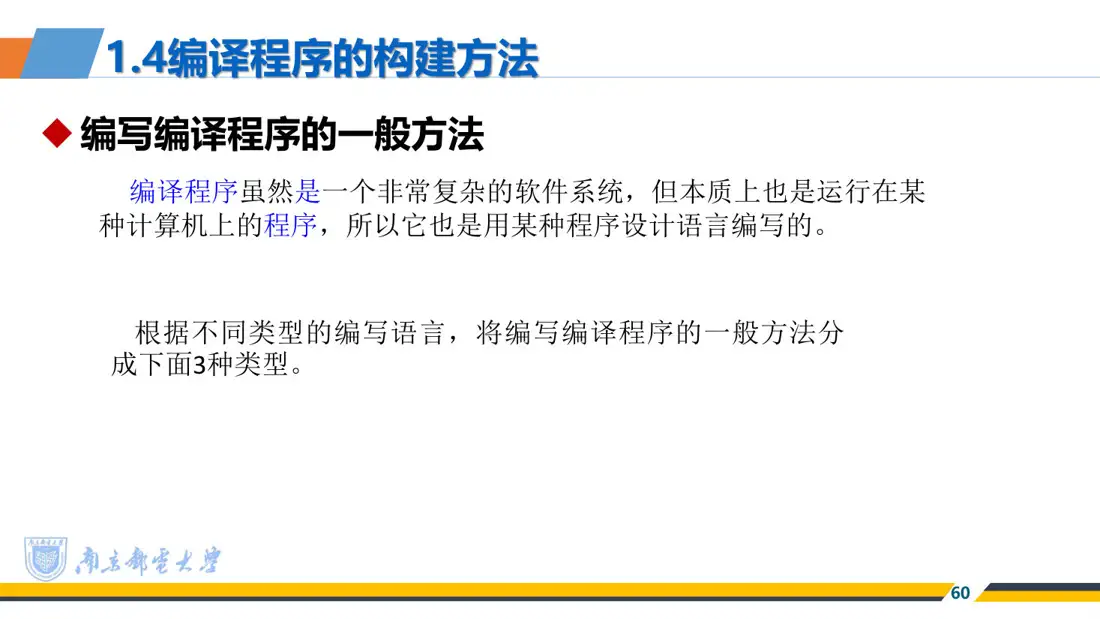 1.4编译程序的构建方法
编写编译程序的一般方法
编译程序虽然是一个非常复杂的软件系统，但本质上也是运行在某
种计算机上的程序，所以它也是用某种程序设计语言编写的。
根据不同类型的编写语言，将编写编译程序的一般方法分
成下面3种类型。
南京邮电大学
60